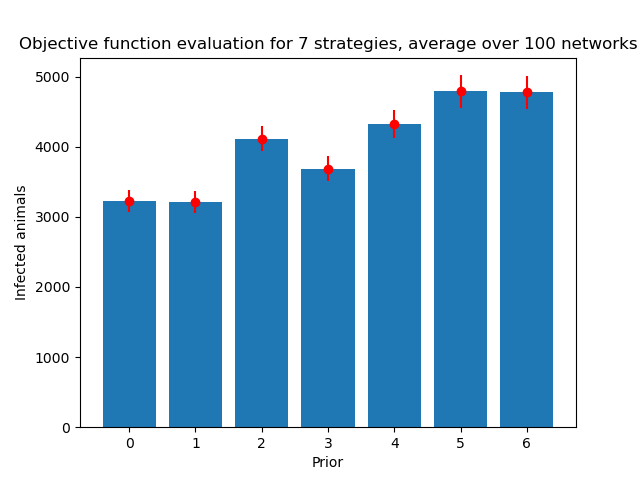 Objective function evaluation for 7 strategies, average over 100 networks
5000
4000
3000
2000
1000
0
Infected animals
0 1 2 3 4 5 6
Prior